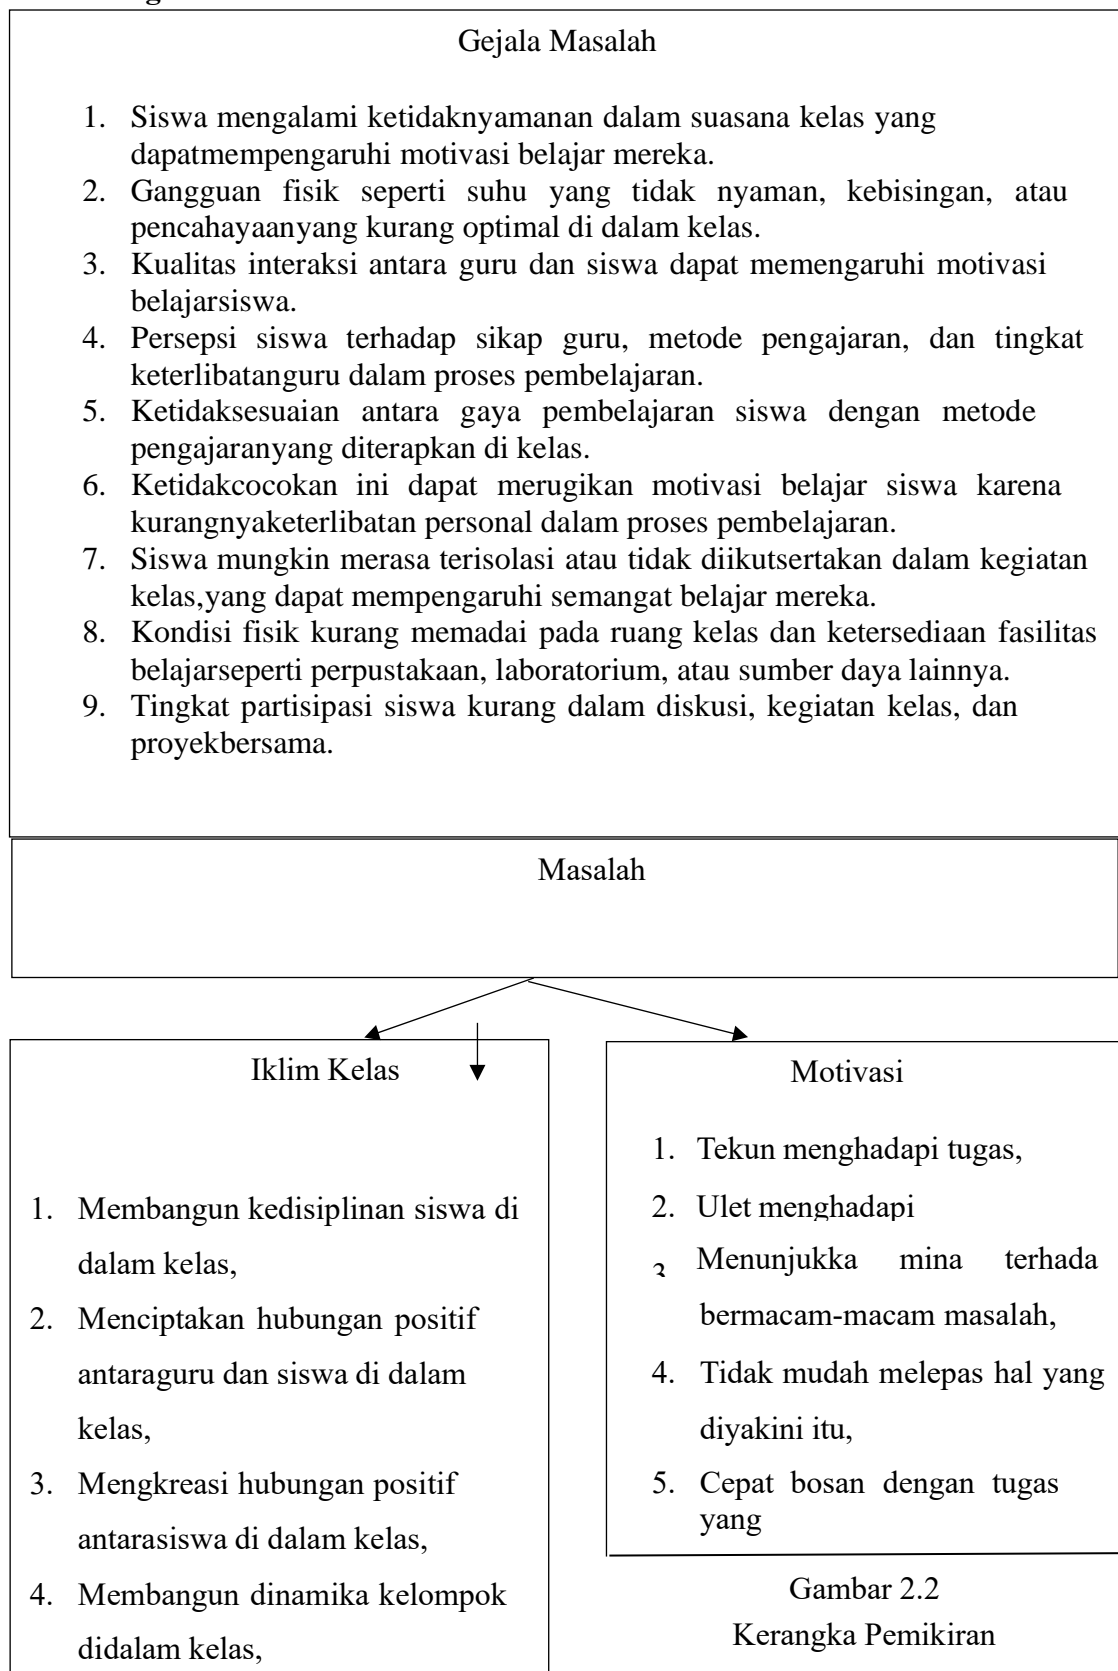 Gejala Masalah
1. Siswa mengalami ketidaknyamanan dalam suasana kelas yang
dapatmempengaruhi motivasi belajar mereka.
2. Gangguan fisik seperti suhu yang tidak nyaman, kebisingan, atau
pencahayaanyang kurang optimal di dalam kelas.
3. Kualitas interaksi antara guru dan siswa dapat memengaruhi motivasi
belajarsiswa.
4. Persepsi siswa terhadap sikap guru, metode pengajaran, dan tingkat
keterlibatanguru dalam proses pembelajaran.
5. Ketidaksesuaian antara gaya pembelajaran siswa dengan metode
pengajaranyang diterapkan di kelas.
6. Ketidakcocokan ini dapat merugikan motivasi belajar siswa karena
kurangnyaketerlibatan personal dalam proses pembelajaran.
7. Siswa mungkin merasa terisolasi atau tidak diikutsertakan dalam kegiatan
kelas,yang dapat mempengaruhi semangat belajar mereka.
8. Kondisi fisik kurang memadai pada ruang kelas dan ketersediaan fasilitas
belajarseperti perpustakaan, laboratorium, atau sumber daya lainnya.
9. Tingkat partisipasi siswa kurang dalam diskusi, kegiatan kelas, dan
proyekbersama.
Masalah
Iklim Kelas
1. Membangun kedisiplinan siswa di
dalam kelas,
2. Menciptakan hubungan positif
antaraguru dan siswa di dalam
kelas,
3. Mengkreasi hubungan positif
antarasiswa di dalam kelas,
4. Membangun dinamika kelompok
didalam kelas,
Motivasi
1. Tekun menghadapi tugas,
2. Ulet menghadapi
3 Menunjukka mina terhada
bermacam-macam masalah,
4. Tidak mudah melepas hal yang
diyakini itu,
5. Cepat bosan dengan tugas
yang
Gambar 2.2
Kerangka Pemikiran